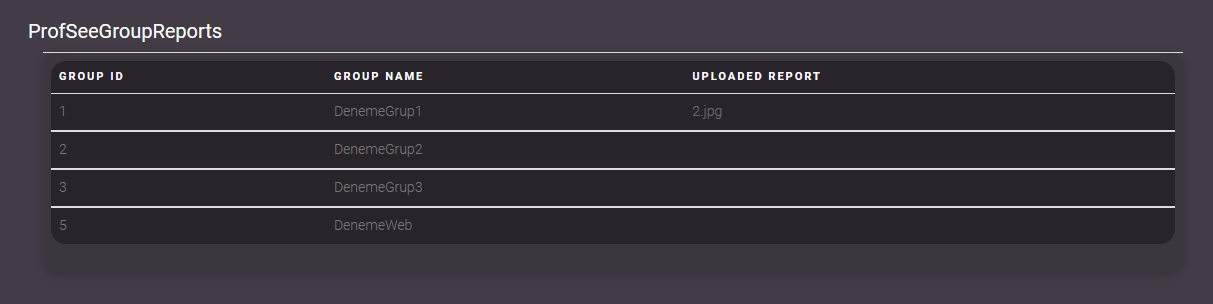 ProfSeeGroupReports
GROUP ID GROUP NAME UPLOADED REPORT
1 DenemeGrup1 2.jpg
2 DenemeGrup2
3 DenemeGrup3
5 DenemeWeb